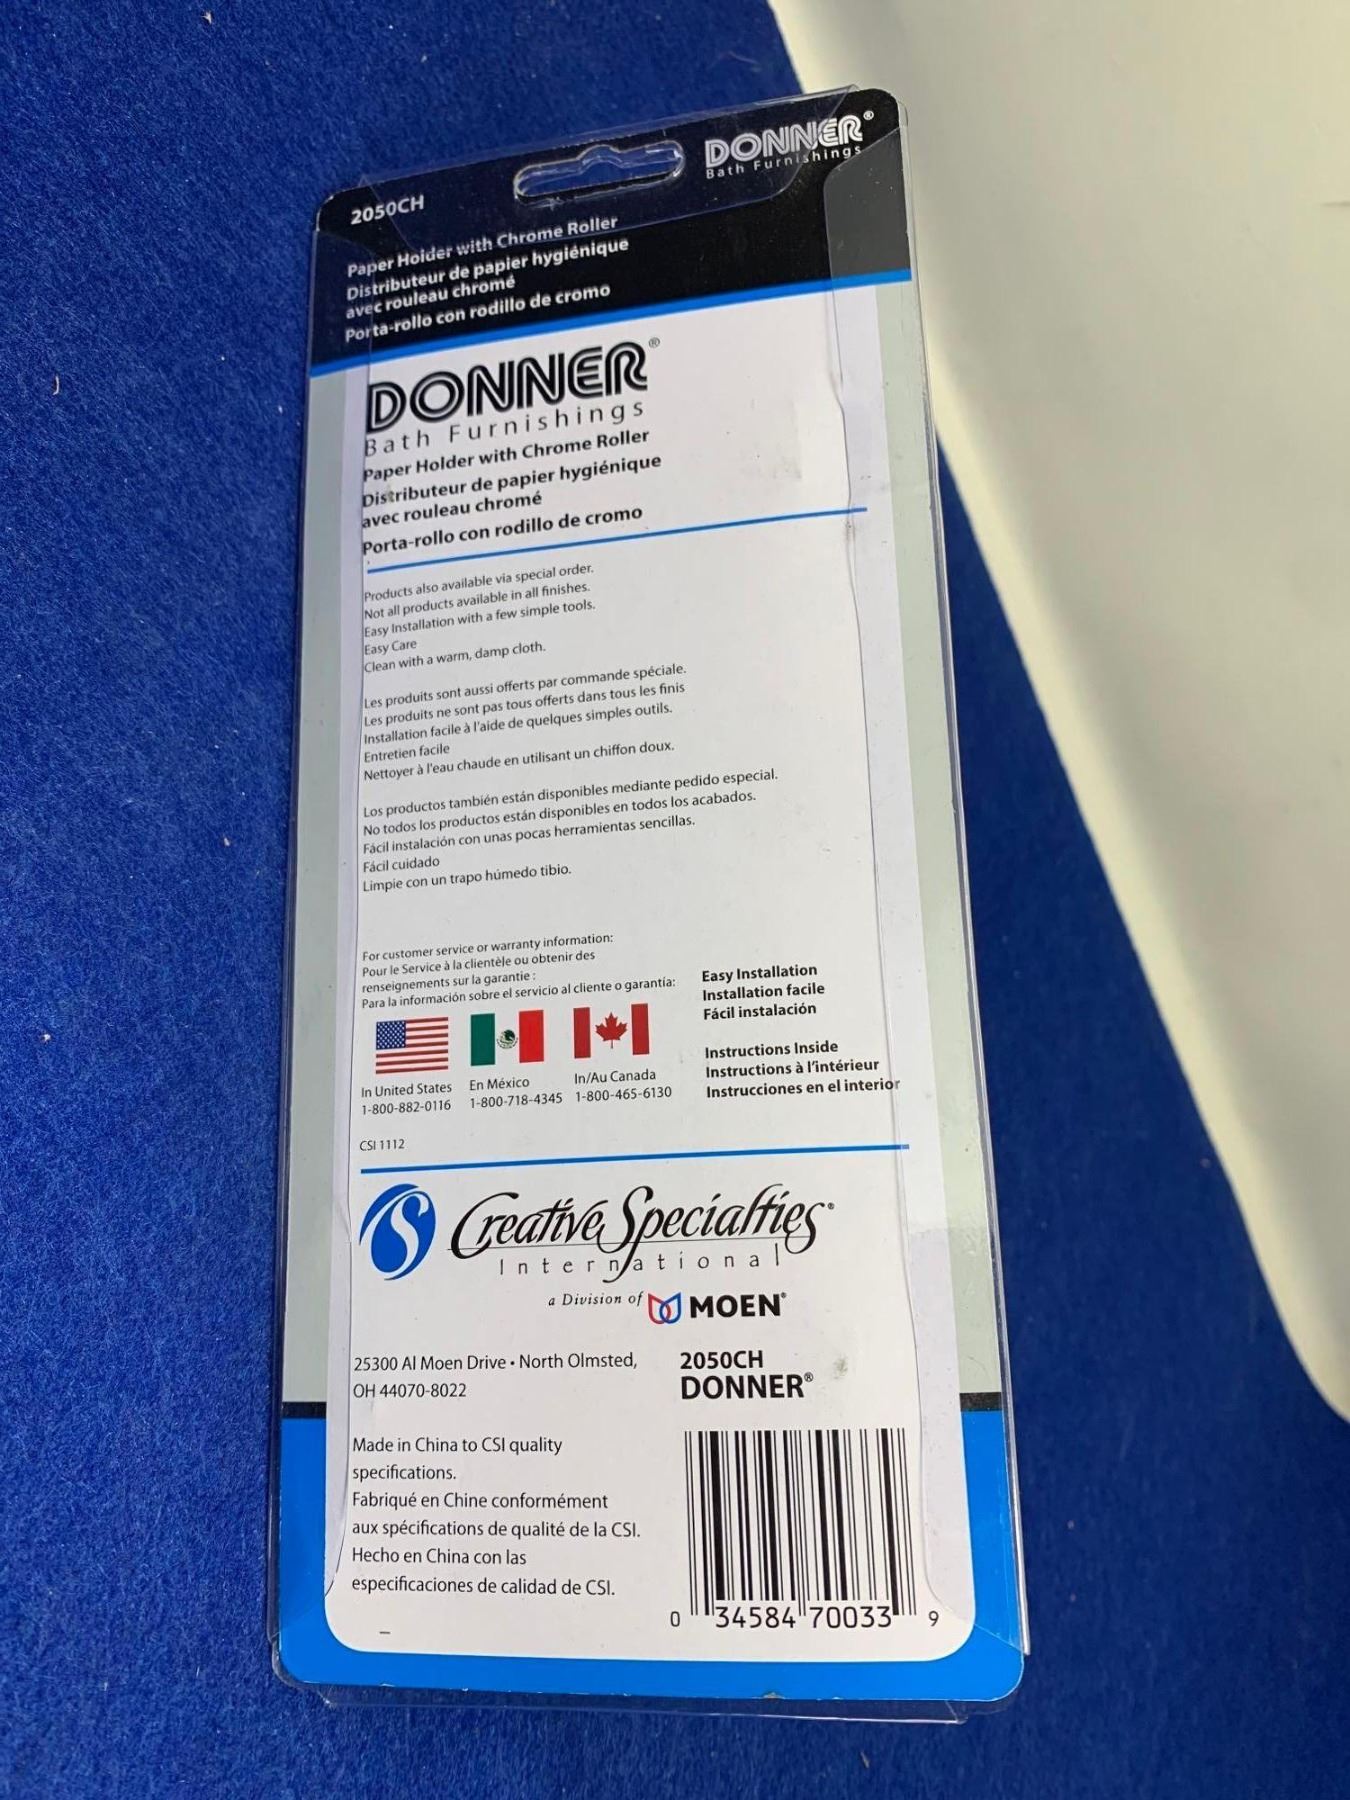 2050CH
DONNER®
Bath Furnishings
Paper Holder with Chrome Roller
Distributeur de papier hygiénique
avec rouleau chromé
Porta-rollo con rodillo de cromo
DONNER®
Bath Furnishings
Paper Holder with Chrome Roller
Distributeur de papier hygiénique
avec rouleau chromé
Porta-rollo con rodillo de cromo
Products also available via special order.
Not all products available in all finishes.
Easy Installation with a few simple tools.
Easy Care
Clean with a warm, damp cloth.
Les produits sont aussi offerts par commande spéciale.
Les produits ne sont pas tous offerts dans tous les finis
Installation facile à l'aide de quelques simples outils.
Entretien facile
Nettoyer à l'eau chaude en utilisant un chiffon doux.
Los productos también están disponibles mediante pedido especial.
No todos los productos están disponibles en todos los acabados.
Fácil instalación con unas pocas herramientas sencillas.
Fácil cuidado
Limpie con un trapo húmedo tibio.
For customer service or warranty information:
Pour le Service à la clientèle ou obtenir des
renseignements sur la garantie :
Para la información sobre el servicio al cliente o garantía:
In United States
1-800-882-0116
En México
1-800-718-4345
In/Au Canada
1-800-465-6130
Easy Installation
Installation facile
Fácil instalación
Instructions Inside
Instructions à l'intérieur
Instrucciones en el interior
CSI 1112
Creative Specialties®
International
a Division of MOEN®
25300 Al Moen Drive • North Olmsted,
OH 44070-8022
2050CH
DONNER®
Made in China to CSI quality
specifications.
Fabriqué en Chine conformément
aux spécifications de qualité de la CSI.
Hecho en China con las
especificaciones de calidad de CSI.
0 34584 70033 9